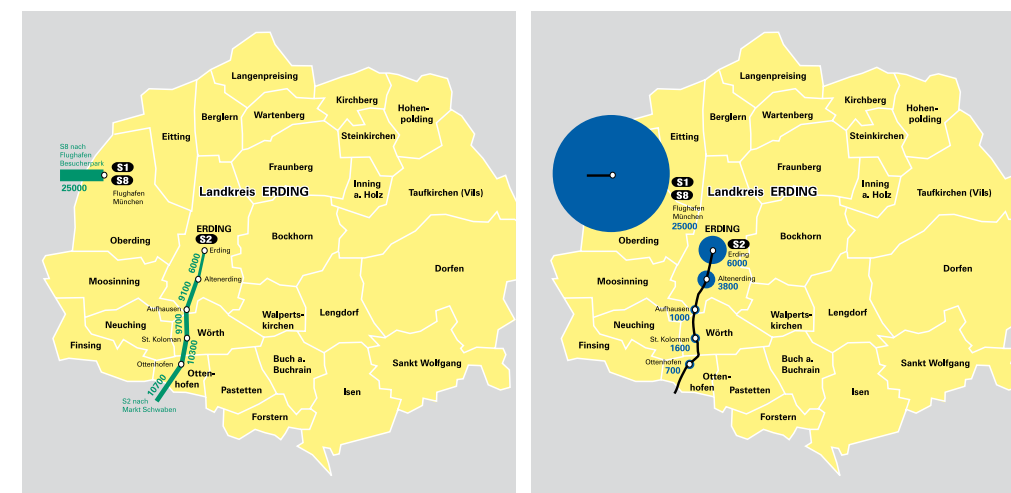 Langenpreising
Kirchberg
Hohen-
polding
Berglern
Wartenberg
Eitting
Steinkirchen
S8 nach
Flughafen
Besucherpark
25000
S1
S8
Flughafen
München
Fraunberg
Inning
a. Holz
Taufkirchen (Vils)
Landkreis ERDING
ERDING
S2
Erding
Bockhorn
Oberding
6000
Dorfen
Moosinning
Altenerding
9100
Aufhausen
9700
Neuching
Wörth
Walperts-
kirchen
Lengdorf
St. Koloman
10300
Finsing
Ottenhofen
Otten-
hofen
Buch a.
Buchrain
Sankt Wolfgang
10700
Pastetten
Isen
S2 nach
Markt Schwaben
Forstern
Langenpreising
Kirchberg
Hohen-
polding
Berglern
Wartenberg
Eitting
Steinkirchen
Fraunberg
S1
S8
Flughafen
München
25000
Inning
a. Holz
Taufkirchen (Vils)
Landkreis ERDING
ERDING
S2
Erding
6000
Bockhorn
Oberding
Dorfen
Moosinning
Altenerding
3800
Aufhausen
1000
Neuching
Wörth
Walperts-
kirchen
Lengdorf
St. Koloman
1600
Finsing
Ottenhofen
700
Otten-
hofen
Buch a.
Buchrain
Sankt Wolfgang
Pastetten
Isen
Forstern